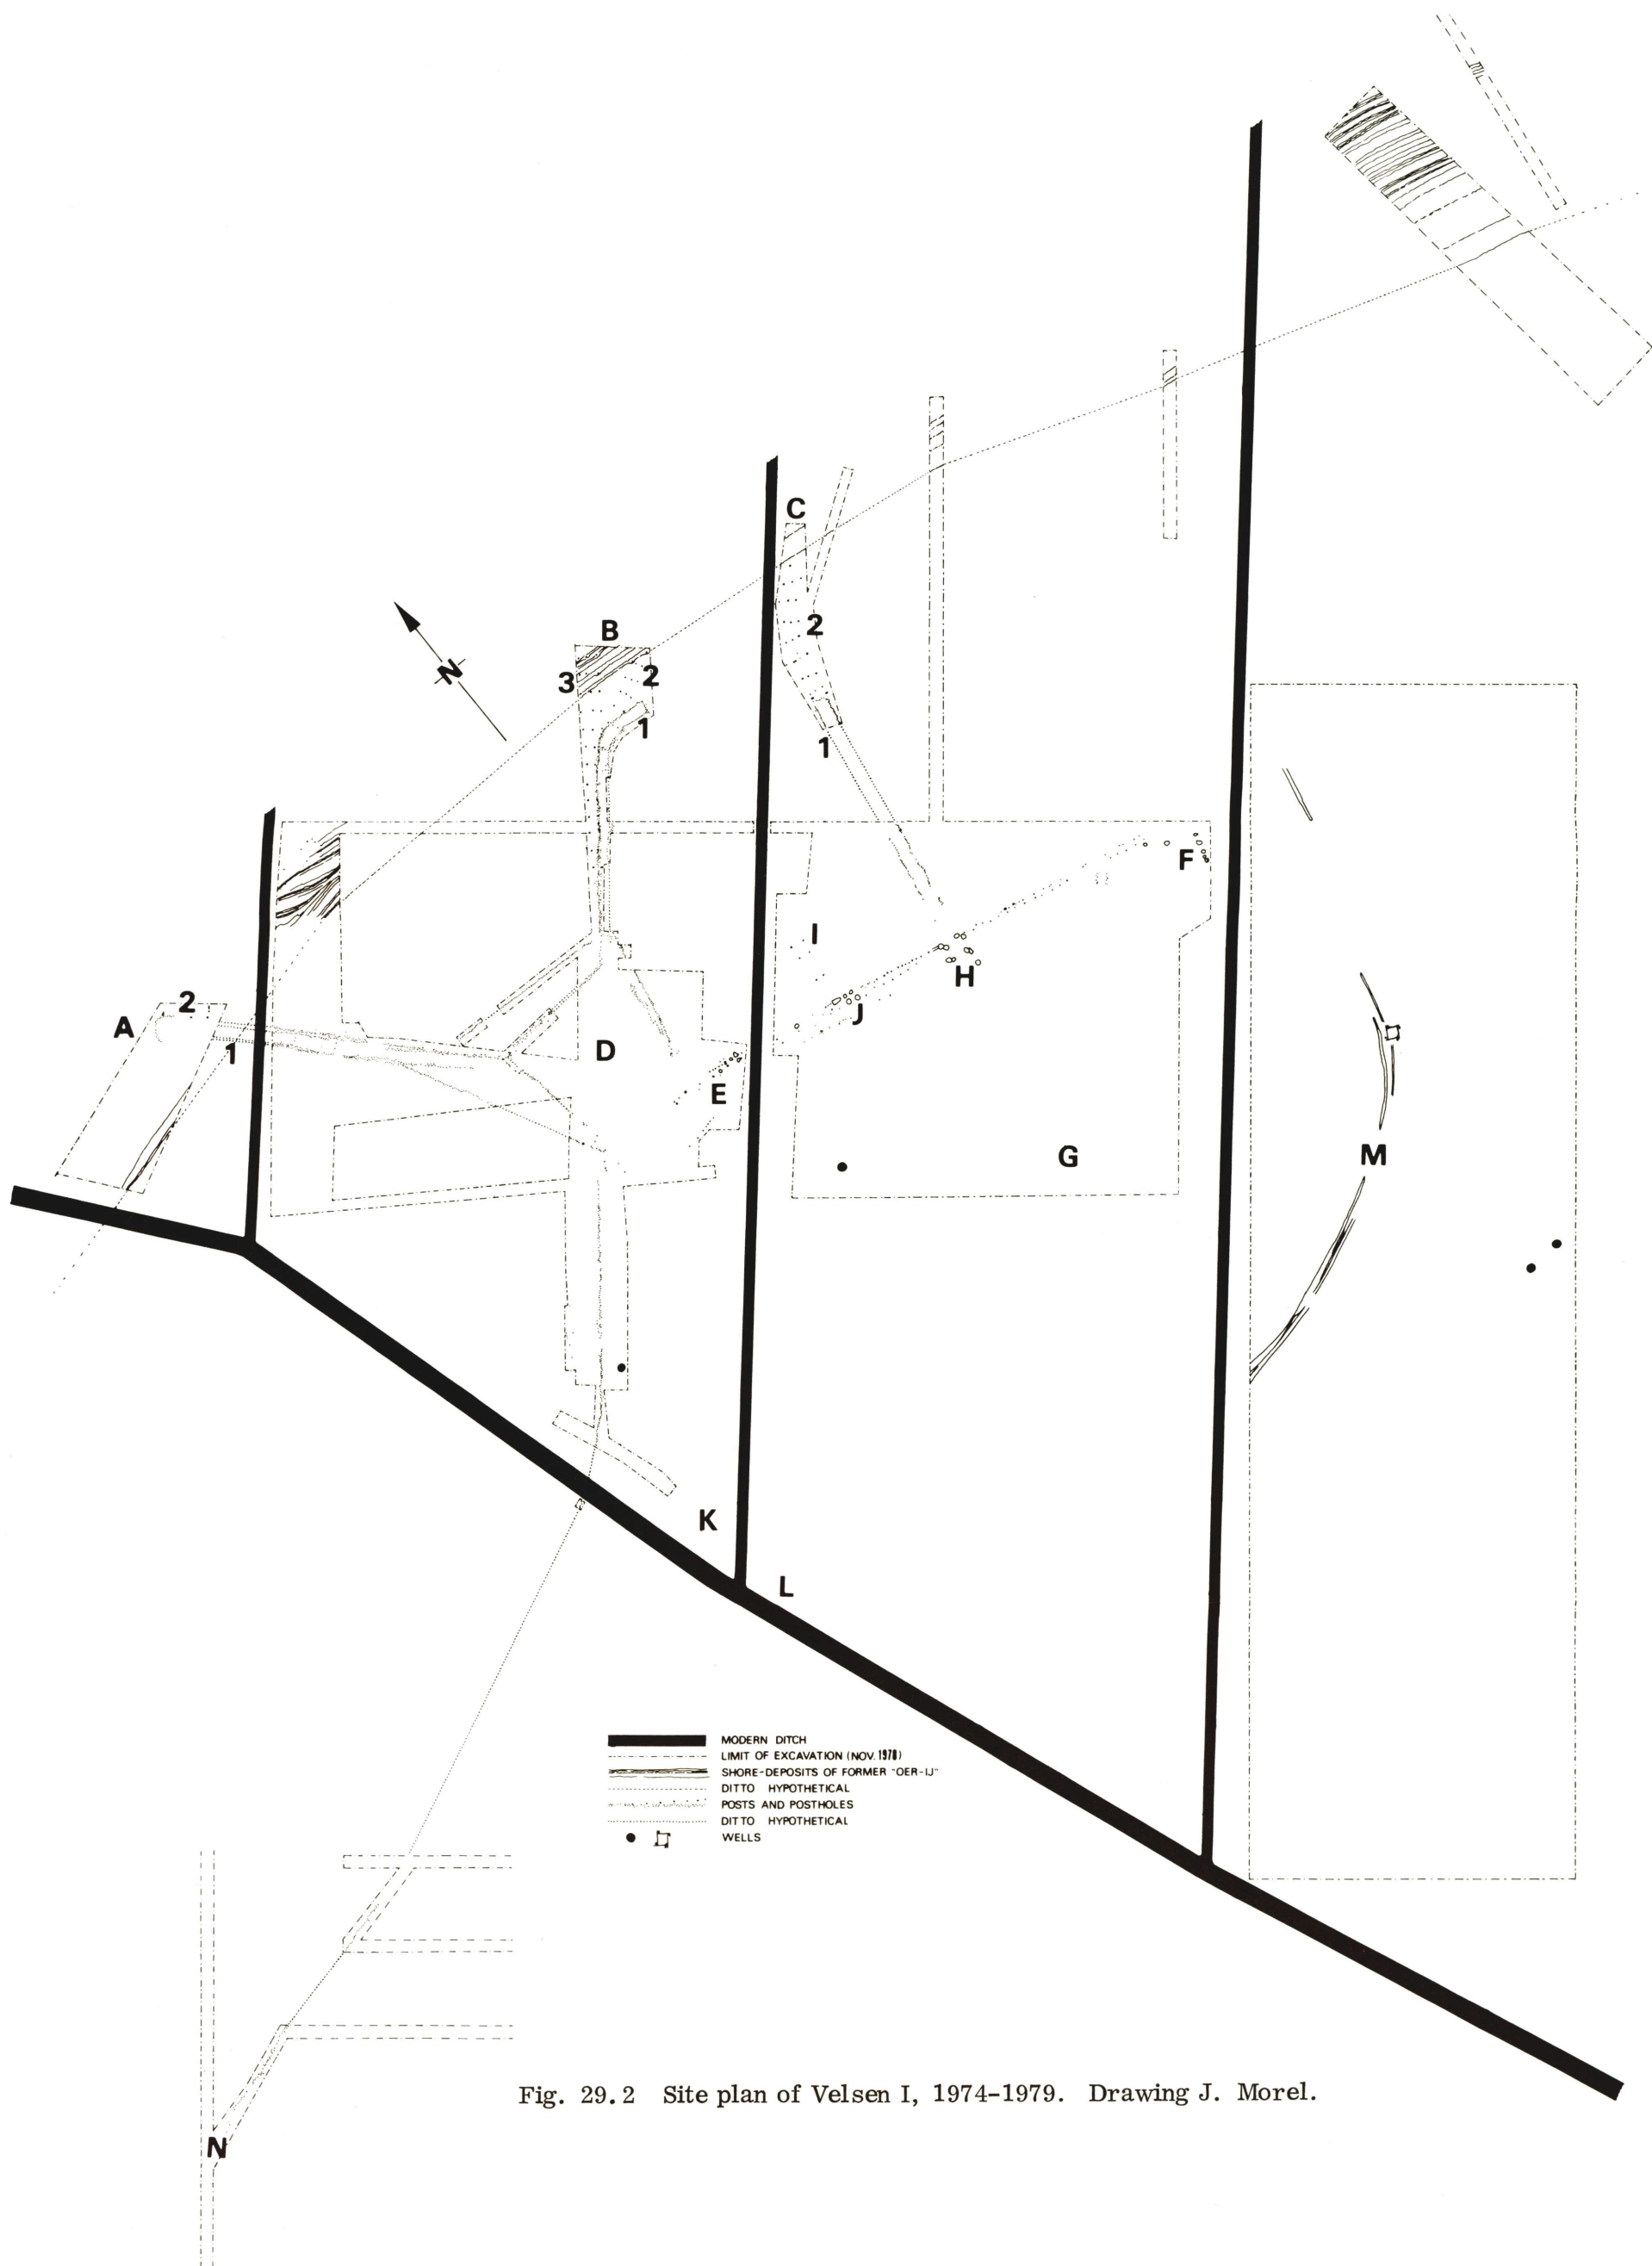 C
2
B
N
3
2
1
1
F
I
H
2
A
J
1
D
E
M
G
K
L
MODERN DITCH
LIMIT OF EXCAVATION (NOV. 1978)
SHORE-DEPOSITS OF FORMER "OER-IJ"
DITTO HYPOTHETICAL
POSTS AND POSTHOLES
DITTO HYPOTHETICAL
WELLS
Fig. 29.2 Site plan of Velsen I, 1974-1979. Drawing J. Morel.
N